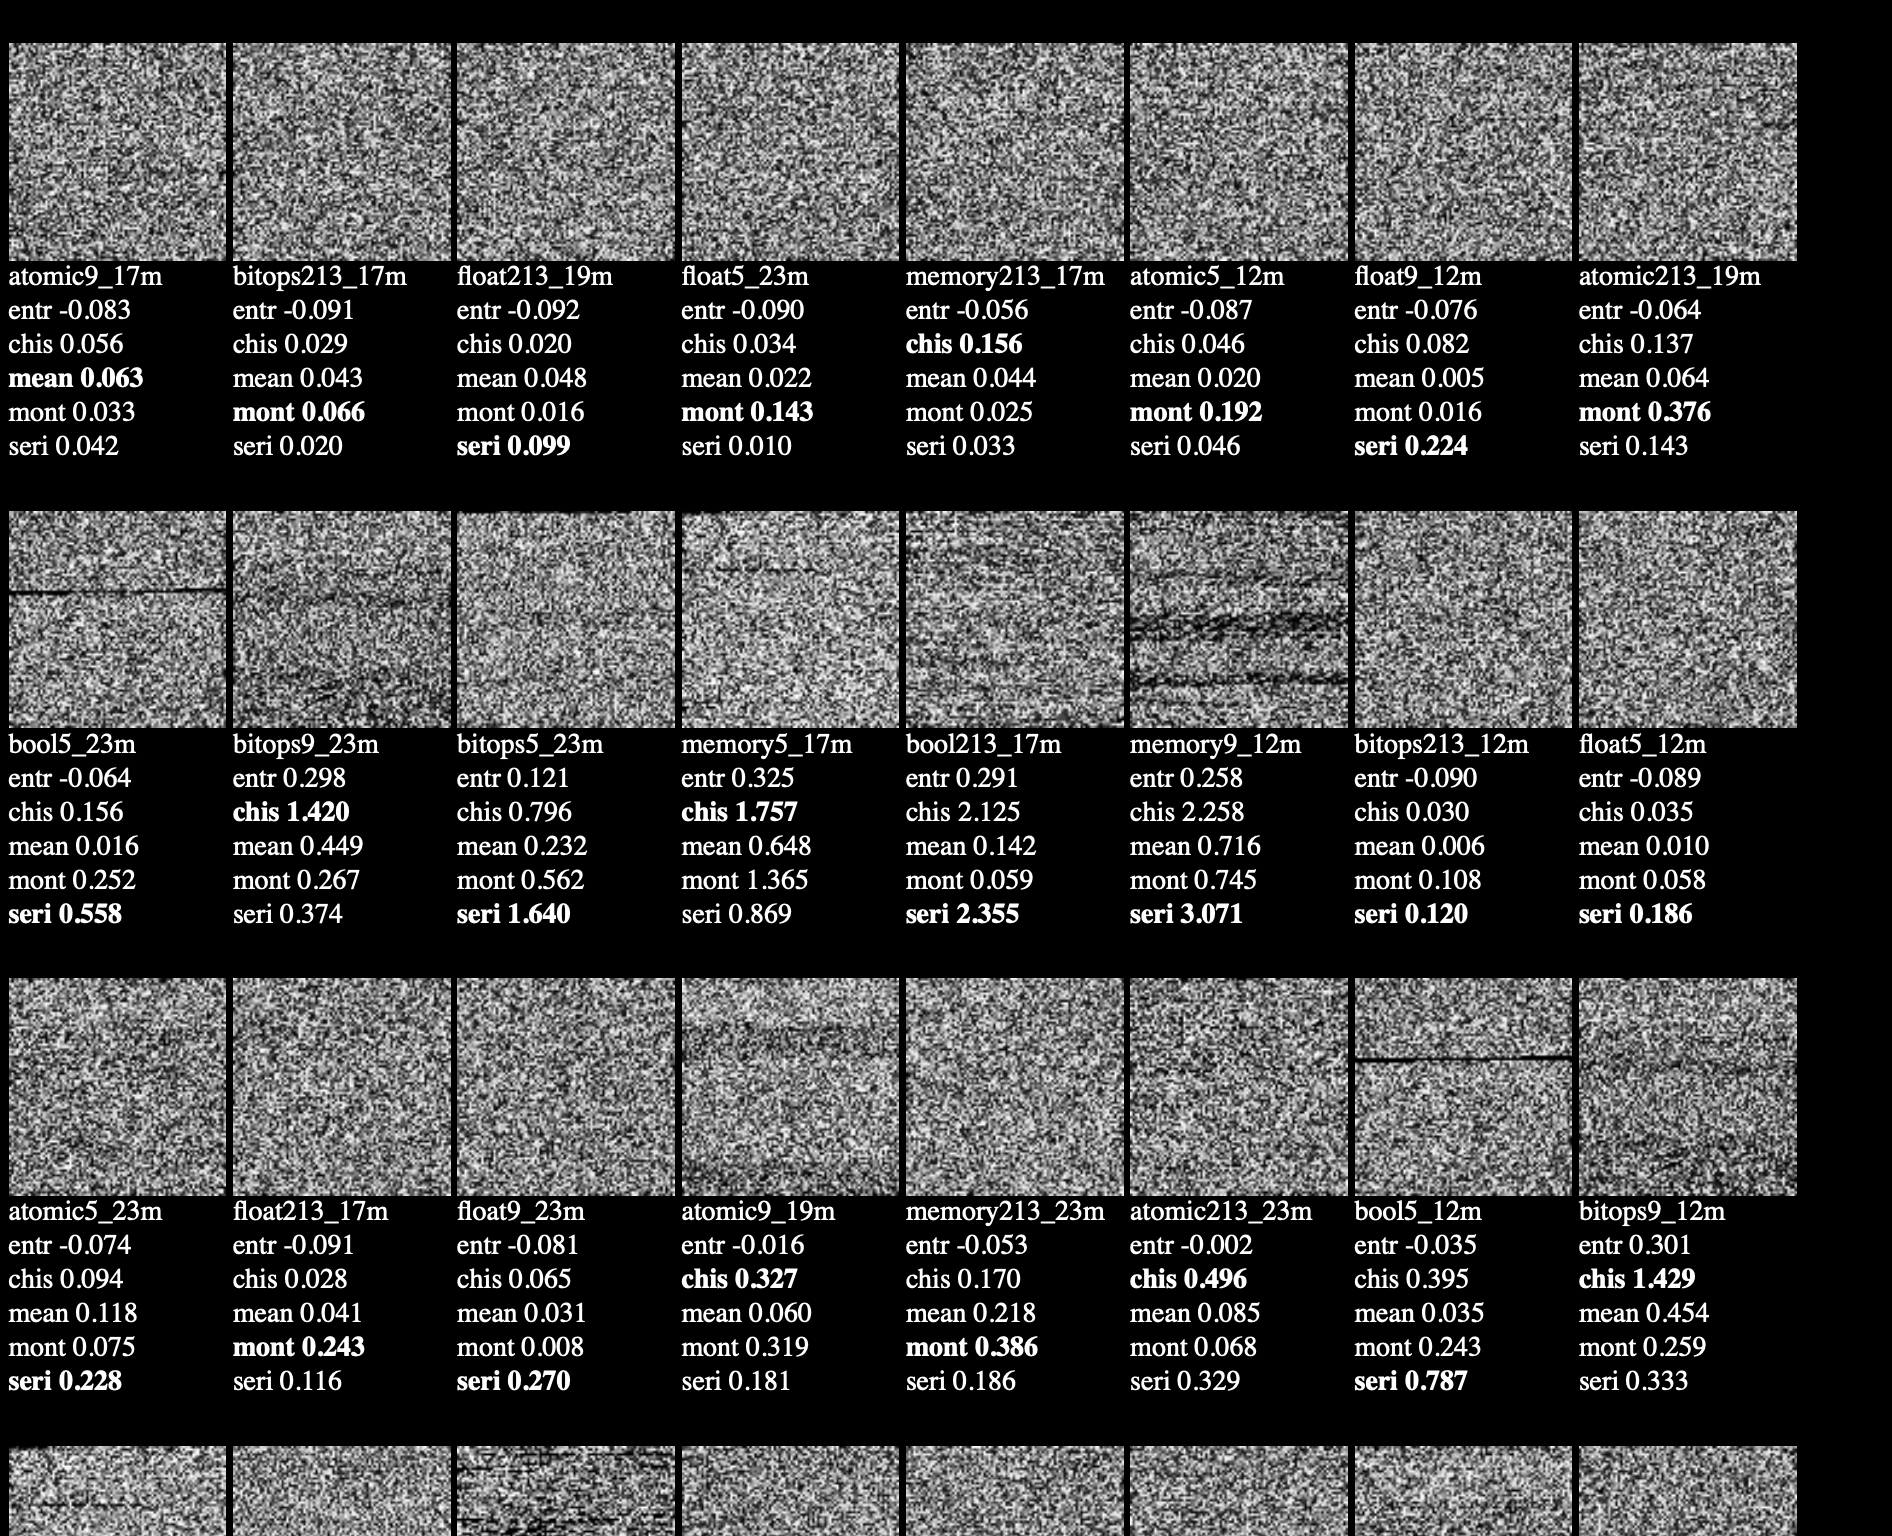 atomic9_17m
entr -0.083
chis 0.056
mean 0.063
mont 0.033
seri 0.042
bitops213_17m
entr -0.091
chis 0.029
mean 0.043
mont 0.066
seri 0.020
float213_19m
entr -0.092
chis 0.020
mean 0.048
mont 0.016
seri 0.099
float5_23m
entr -0.090
chis 0.034
mean 0.022
mont 0.143
seri 0.010
memory213_17m
entr -0.056
chis 0.156
mean 0.044
mont 0.025
seri 0.033
atomic5_12m
entr -0.087
chis 0.046
mean 0.020
mont 0.192
seri 0.046
float9_12m
entr -0.076
chis 0.082
mean 0.005
mont 0.016
seri 0.224
atomic213_19m
entr -0.064
chis 0.137
mean 0.064
mont 0.376
seri 0.143
bool5_23m
entr -0.064
chis 0.156
mean 0.016
mont 0.252
seri 0.558
bitops9_23m
entr 0.298
chis 1.420
mean 0.449
mont 0.267
seri 0.374
bitops5_23m
entr 0.121
chis 0.796
mean 0.232
mont 0.562
seri 1.640
memory5_17m
entr 0.325
chis 1.757
mean 0.648
mont 1.365
seri 0.869
bool213_17m
entr 0.291
chis 2.125
mean 0.142
mont 0.059
seri 2.355
memory9_12m
entr 0.258
chis 2.258
mean 0.716
mont 0.745
seri 3.071
bitops213_12m
entr -0.090
chis 0.030
mean 0.006
mont 0.108
seri 0.120
float5_12m
entr -0.089
chis 0.035
mean 0.010
mont 0.058
seri 0.186
atomic5_23m
entr -0.074
chis 0.094
mean 0.118
mont 0.075
seri 0.228
float213_17m
entr -0.091
chis 0.028
mean 0.041
mont 0.243
seri 0.116
float9_23m
entr -0.081
chis 0.065
mean 0.031
mont 0.008
seri 0.270
atomic9_19m
entr -0.016
chis 0.327
mean 0.060
mont 0.319
seri 0.181
memory213_23m
entr -0.053
chis 0.170
mean 0.218
mont 0.386
seri 0.186
atomic213_23m
entr -0.002
chis 0.496
mean 0.085
mont 0.068
seri 0.329
bool5_12m
entr -0.035
chis 0.395
mean 0.035
mont 0.243
seri 0.787
bitops9_12m
entr 0.301
chis 1.429
mean 0.454
mont 0.259
seri 0.333